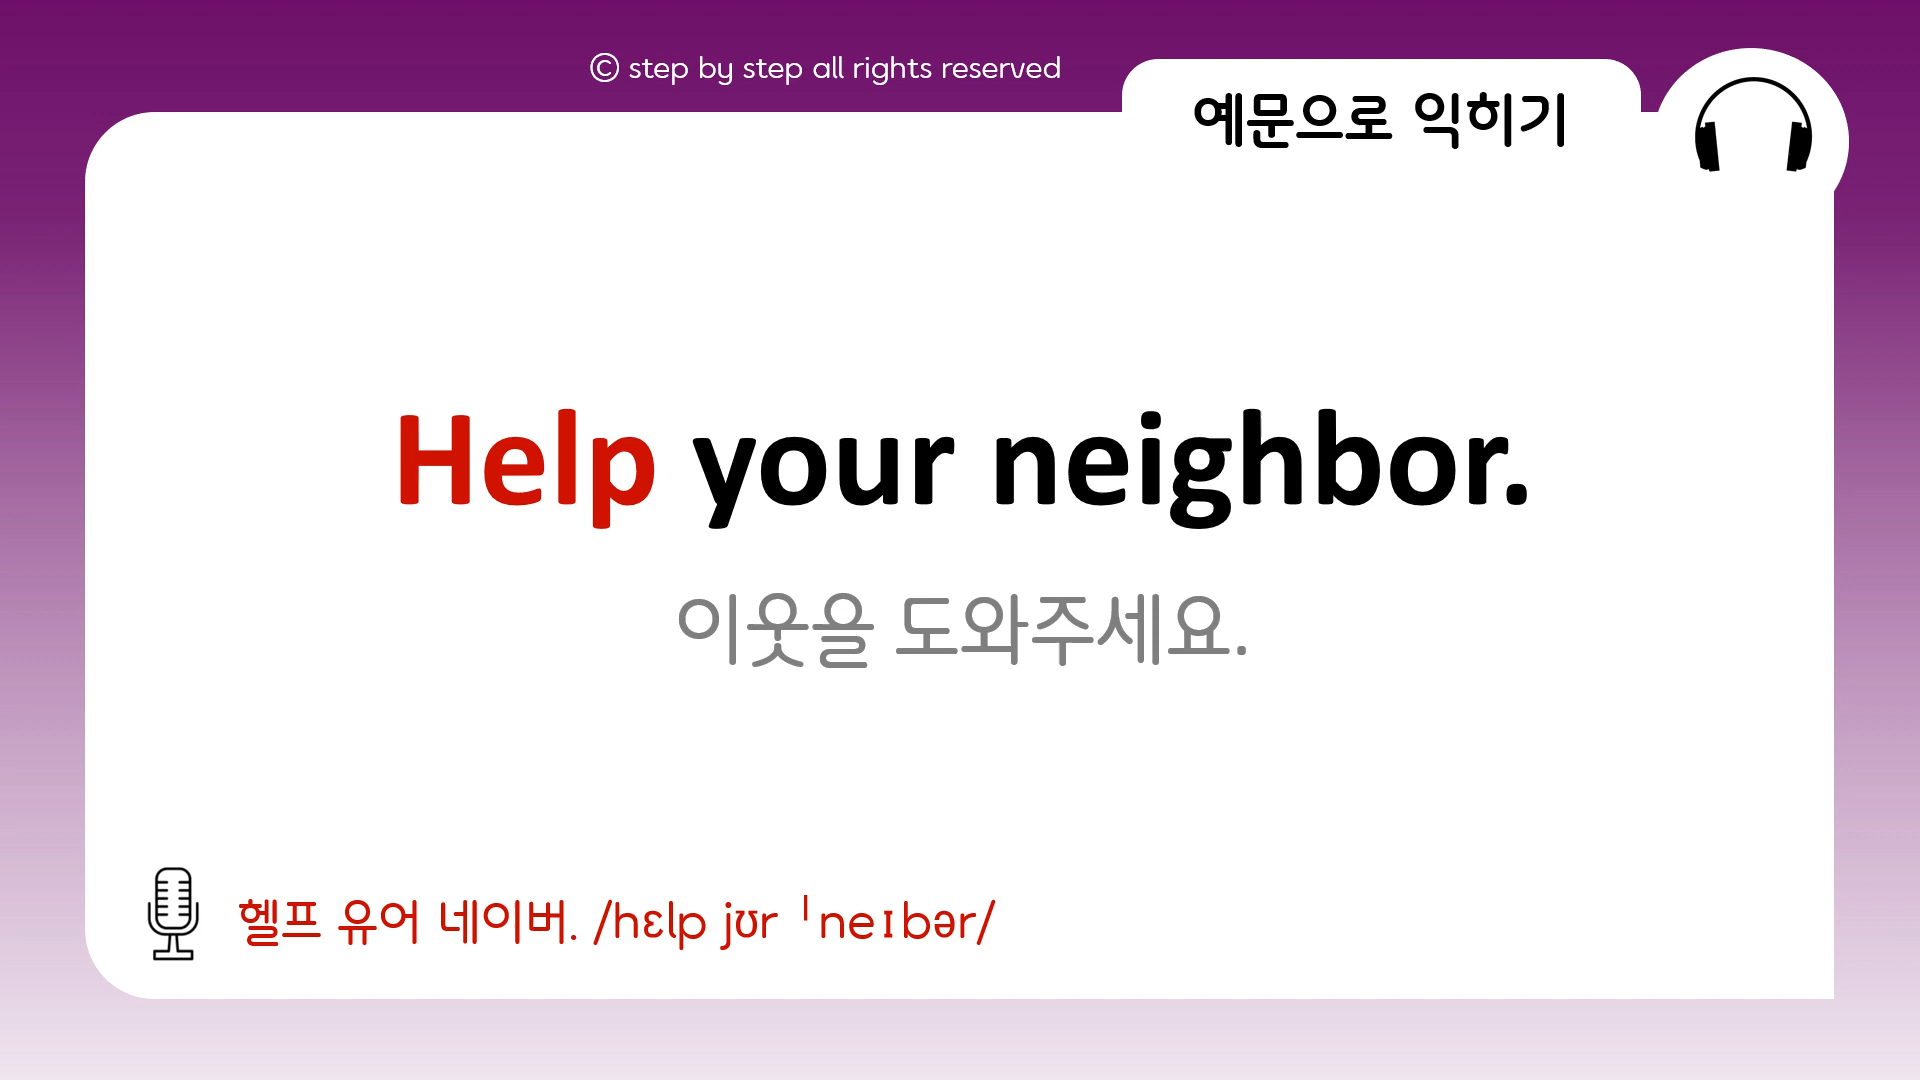 © step by step all rights reserved
예문으로 익히기
Help your neighbor.
이웃을 도와주세요.
헬프 유어 네이버. /hɛlp jʊr ˈneɪbər/